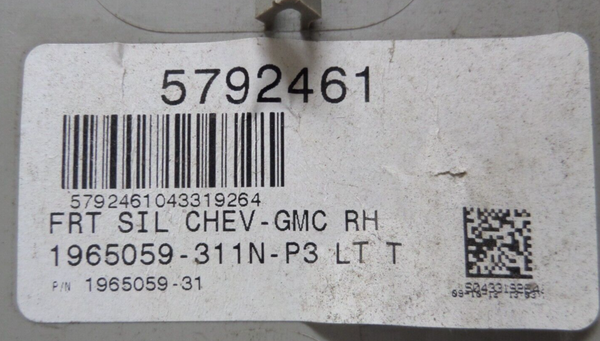 5792461
5792461043319264
FRT SIL CHEV-GMC RH
1965059-311N-P3 LT T
P/N 1965059-31